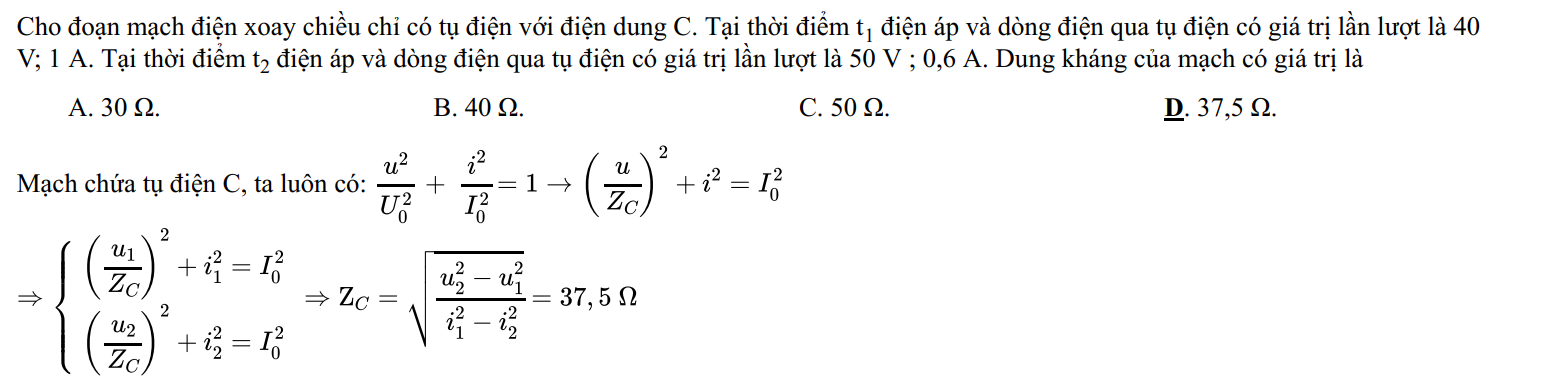 Cho đoạn mạch điện xoay chiều chỉ có tụ điện với điện dung C. Tại thời điểm t₁ điện áp và dòng điện qua tụ điện có giá trị lần lượt là 40
V; 1 A. Tại thời điểm t₂ điện áp và dòng điện qua tụ điện có giá trị lần lượt là 50 V ; 0,6 A. Dung kháng của mạch có giá trị là
A. 30 Ω. B. 40 Ω. C. 50 Ω. D. 37,5 Ω.
Mạch chứa tụ điện C, ta luôn có: \frac{u^2}{U_0^2} + \frac{i^2}{I_0^2} = 1 → \left(\frac{u}{Z_C}\right)^2 + i^2 = I_0^2
⇒ \begin{cases} \left(\frac{u_1}{Z_C}\right)^2 + i_1^2 = I_0^2 \\ \left(\frac{u_2}{Z_C}\right)^2 + i_2^2 = I_0^2 \end{cases} ⇒ Z_C = \sqrt{\frac{u_2^2 - u_1^2}{i_1^2 - i_2^2}} = 37,5 Ω